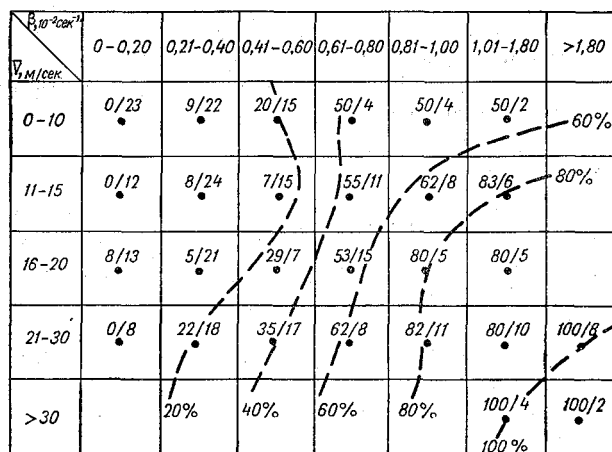 β, 10⁻² сек⁻¹
V̄, м/сек
0–0,20 0,21–0,40 0,41–0,60 0,61–0,80 0,81–1,00 1,01–1,80 >1,80
0–10 0/23 9/22 20/15 50/4 50/4 50/2 60%
11–15 0/12 8/24 7/15 55/11 62/8 83/6 80%
16–20 8/13 5/21 29/7 53/15 80/5 80/5
21–30 0/8 22/18 35/17 62/8 82/11 80/10 100/8
>30 20% 40% 60% 80% 100/4 100/2
100%